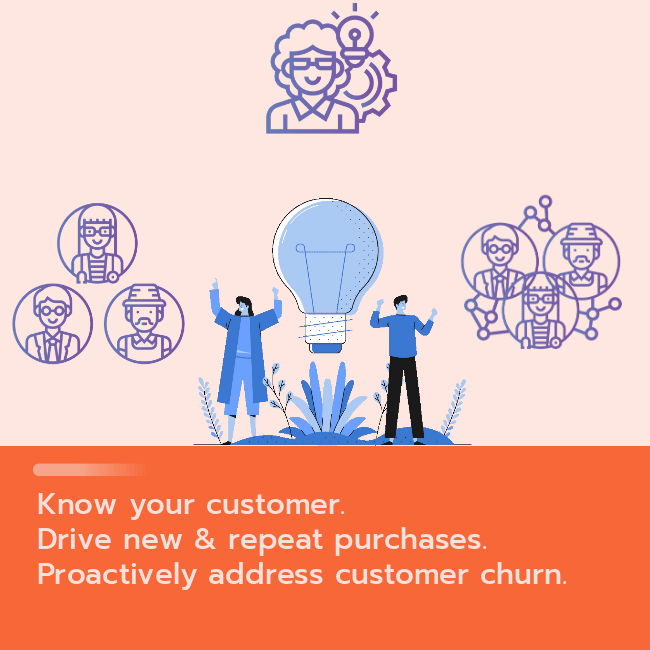 Know your customer.
Drive new & repeat purchases.
Proactively address customer churn.